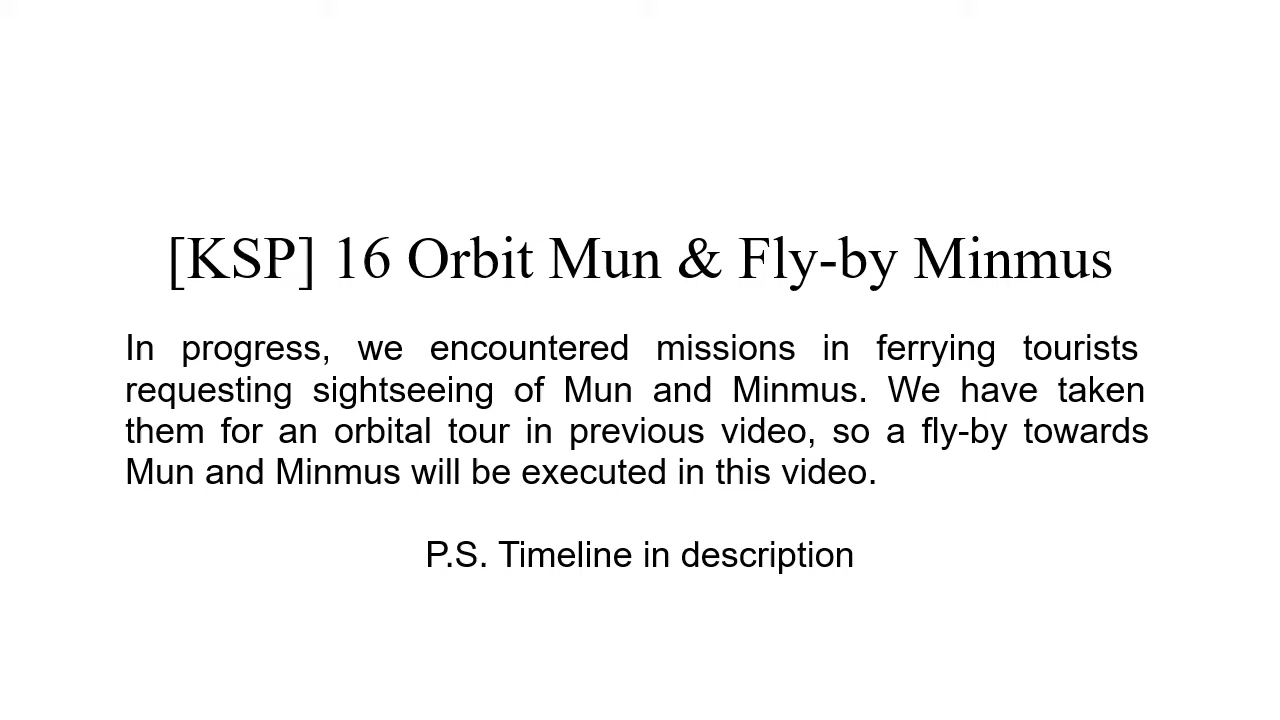 [KSP] 16 Orbit Mun & Fly-by Minmus
In progress, we encountered missions in ferrying tourists
requesting sightseeing of Mun and Minmus. We have taken
them for an orbital tour in previous video, so a fly-by towards
Mun and Minmus will be executed in this video.
P.S. Timeline in description